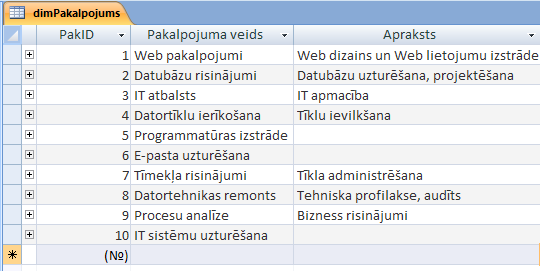 dimPakalpojums
PakID Pakalpojuma veids Apraksts
1 Web pakalpojumi Web dizains un Web lietojumu izstrāde
2 Datubāzu risinājumi Datubāzu uzturēšana, projektēšana
3 IT atbalsts IT apmacība
4 Datortīklu ierīkošana Tīklu ievilkšana
5 Programmatūras izstrāde
6 E-pasta uzturēšana
7 Tīmekļa risinājumi Tīkla administrēšana
8 Datortehnikas remonts Tehniska profilakse, audīts
9 Procesu analīze Bizness risinājumi
10 IT sistēmu uzturēšana
(№)